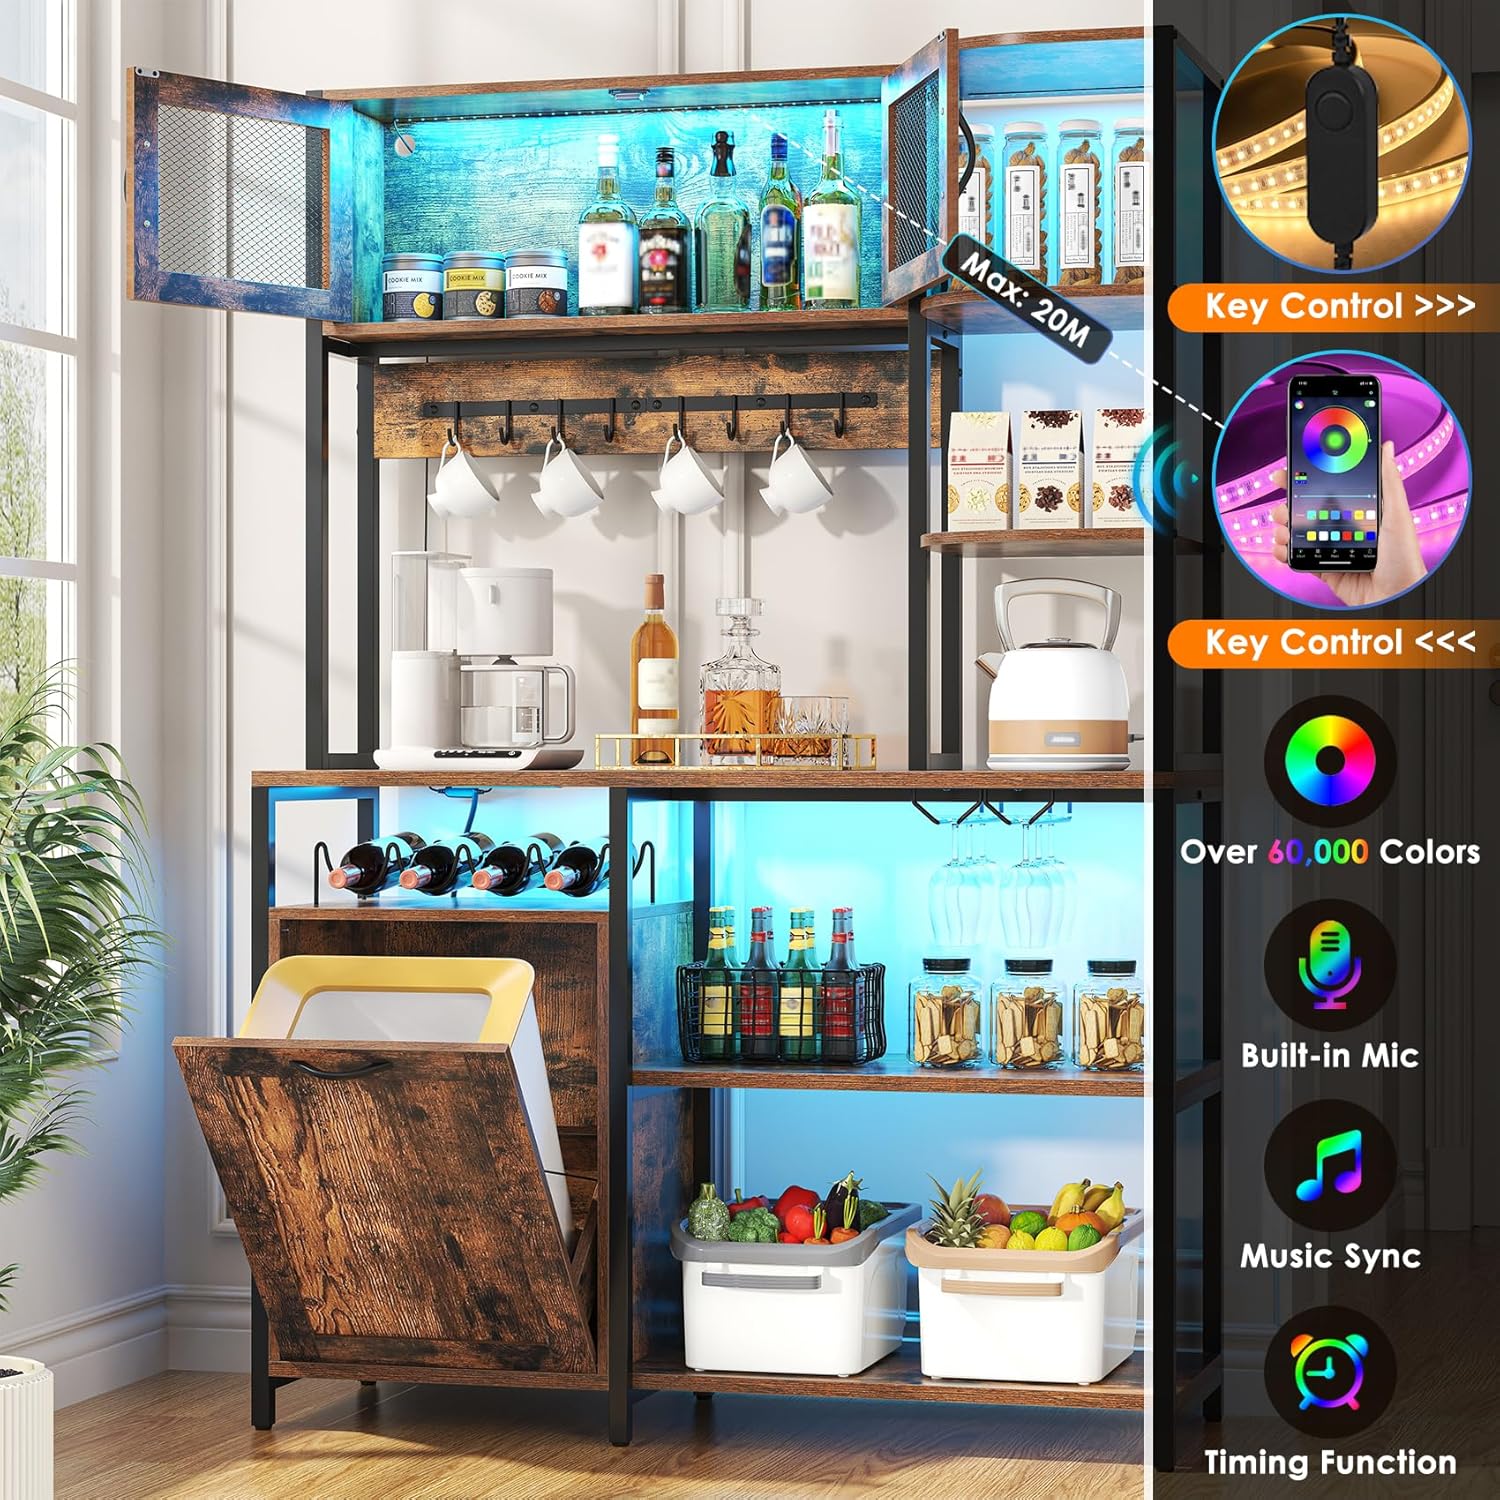 COOKIE MIX
COOKIE MIX
COOKIE MIX
Max: 20M
Key Control >>>
Key Control <<<
Over 60,000 Colors
Built-in Mic
Music Sync
Timing Function